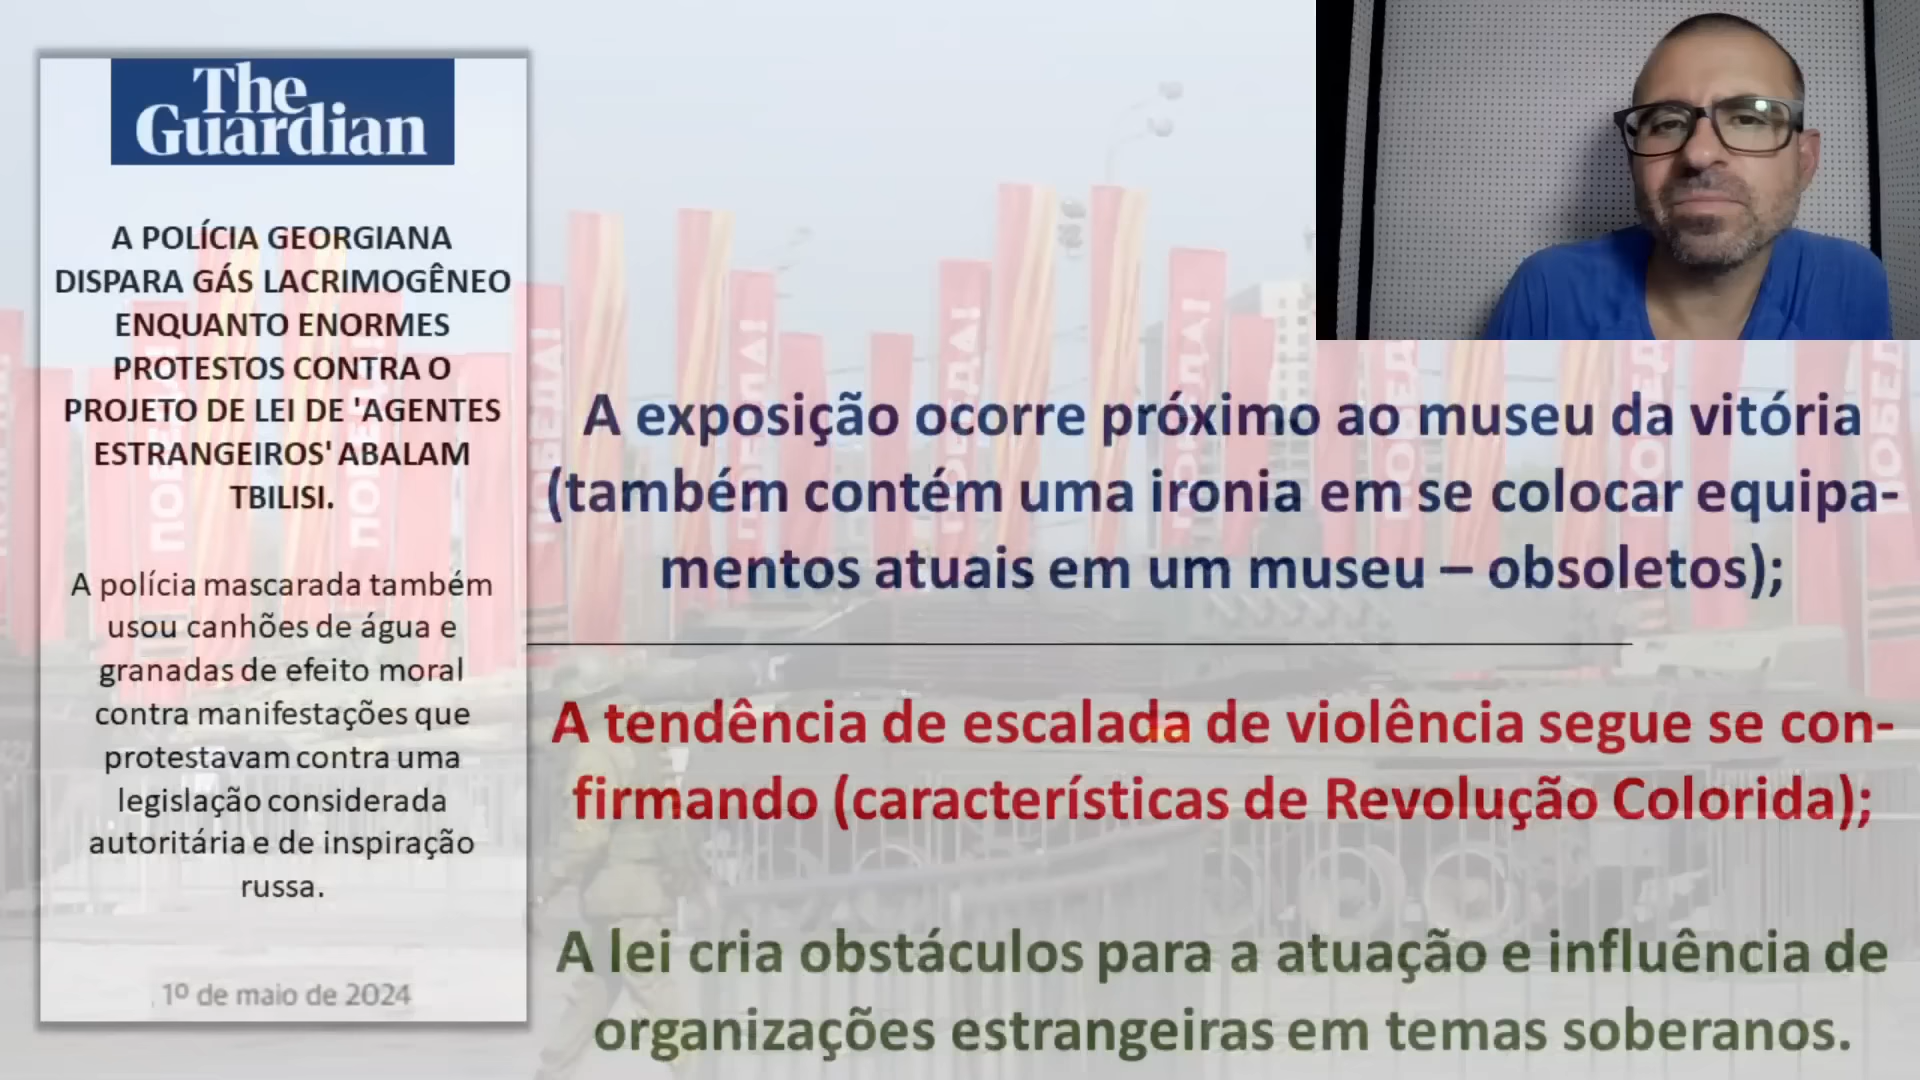 The
Guardian
A POLÍCIA GEORGIANA
DISPARA GÁS LACRIMOGÊNEO
ENQUANTO ENORMES
PROTESTOS CONTRA O
PROJETO DE LEI DE 'AGENTES
ESTRANGEIROS' ABALAM
TBILISI.
A polícia mascarada também
usou canhões de água e
granadas de efeito moral
contra manifestações que
protestavam contra uma
legislação considerada
autoritária e de inspiração
russa.
1º de maio de 2024
A exposição ocorre próximo ao museu da vitória
(também contém uma ironia em se colocar equipa-
mentos atuais em um museu – obsoletos);
A tendência de escalada de violência segue se con-
firmando (características de Revolução Colorida);
A lei cria obstáculos para a atuação e influência de
organizações estrangeiras em temas soberanos.
ПОБЕДА!
ПОБЕДА!
ПОБЕДА!
ПОБЕДА!